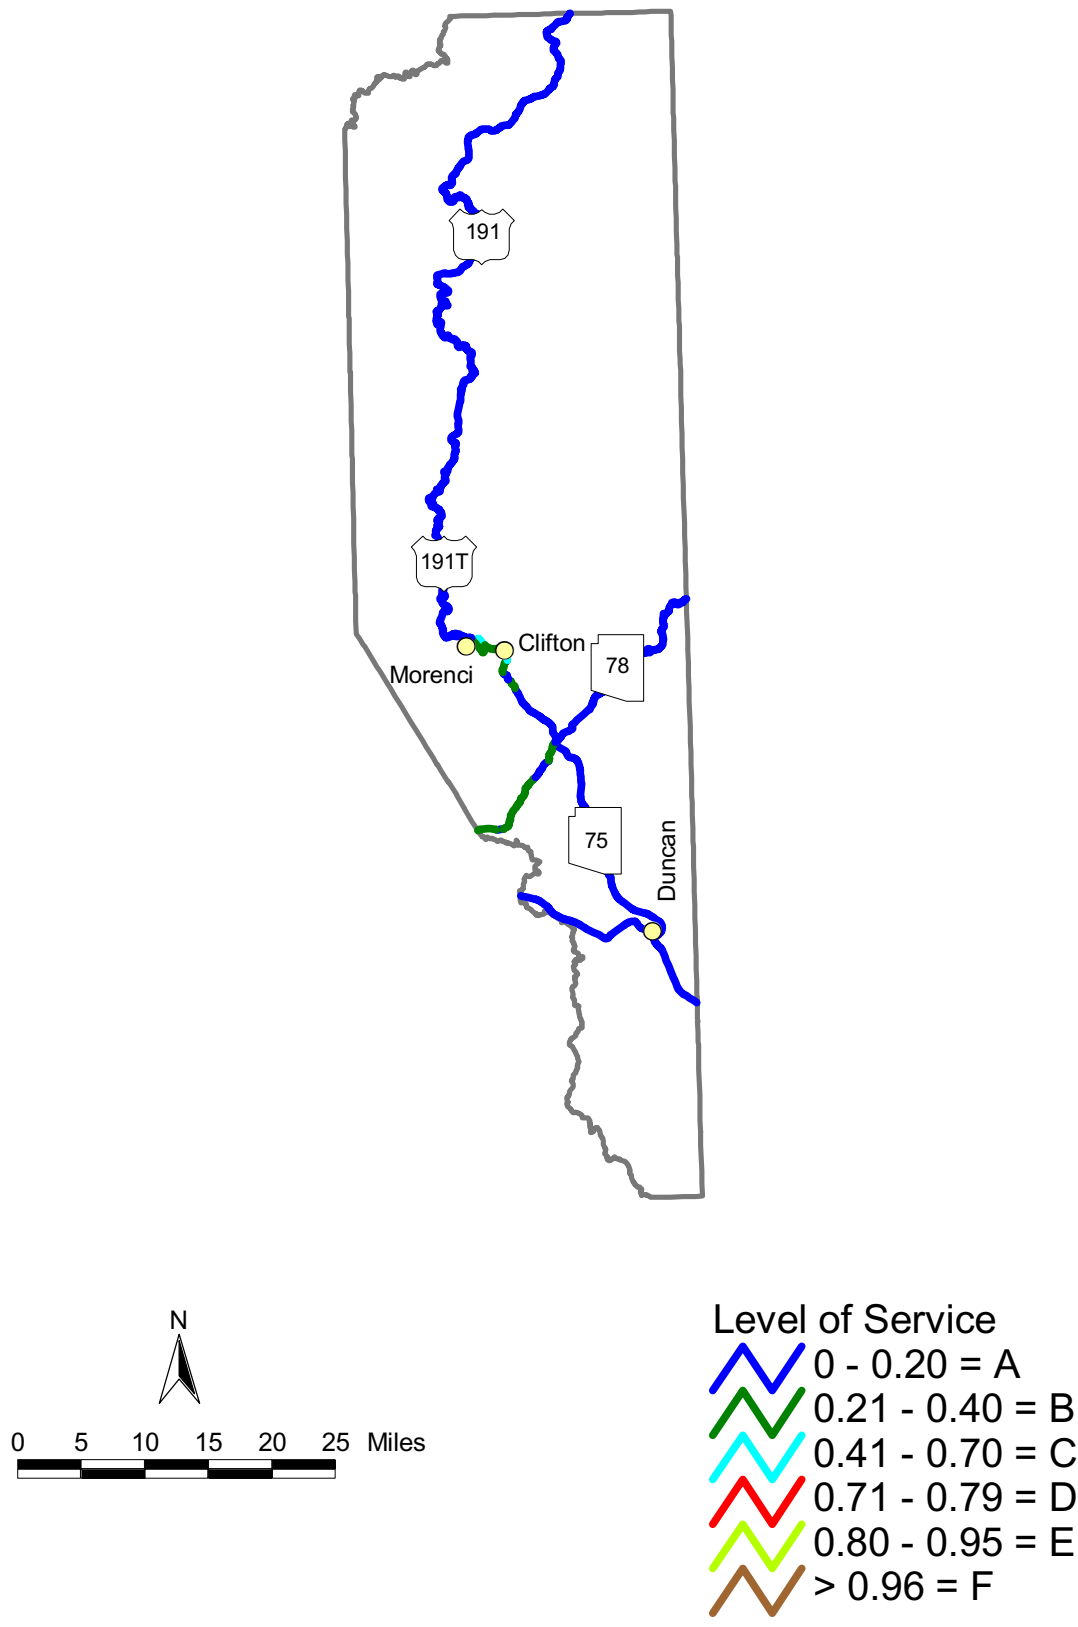 191
191T
Clifton
Morenci
78
75
Duncan
N
0 5 10 15 20 25 Miles
Level of Service
0 - 0.20 = A
0.21 - 0.40 = B
0.41 - 0.70 = C
0.71 - 0.79 = D
0.80 - 0.95 = E
> 0.96 = F